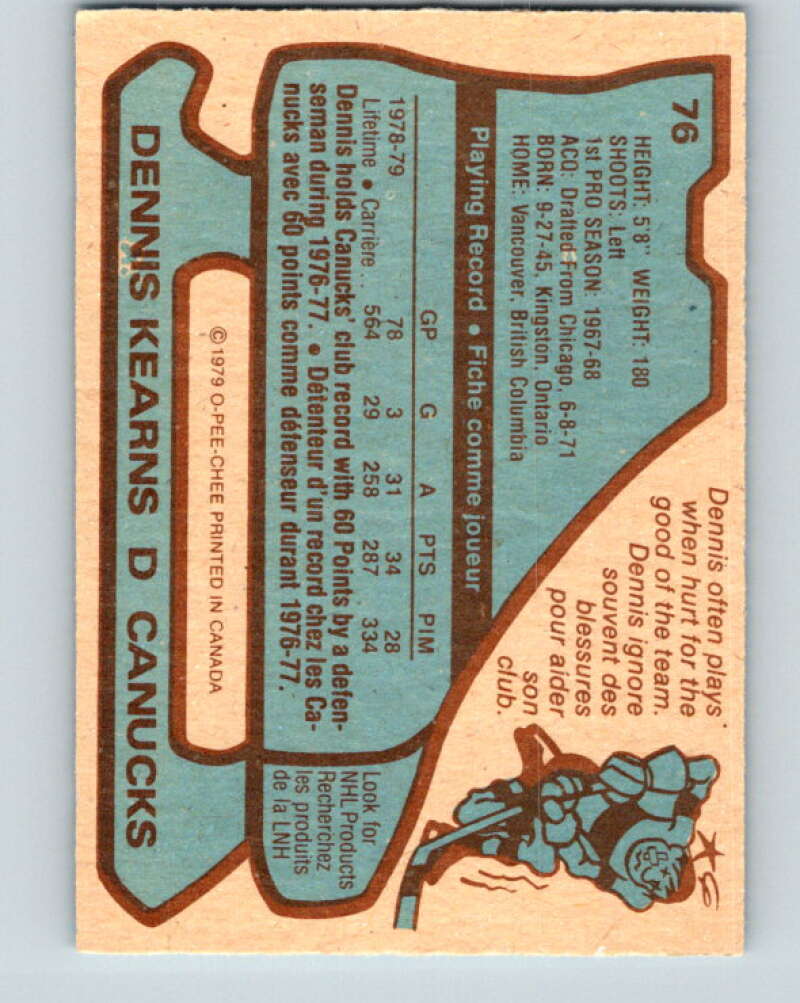 76
HEIGHT: 5'8" WEIGHT: 180
SHOOTS: Left
1st PRO SEASON: 1967-68
ACQ: Drafted From Chicago, 6-8-71
BORN: 9-27-45, Kingston, Ontario
HOME: Vancouver, British Columbia
Dennis often plays
when hurt for the
good of the team.
Dennis ignore
souvent des
blessures
pour aider
son
club.
Playing Record • Fiche comme joueur
GP G A PTS PIM
1978-79 78 3 31 34 28
Lifetime • Carrière.. 564 29 258 287 334
Dennis holds Canucks' club record with 60 Points by a defen-
seman during 1976-77. • Détenteur d'un record chez les Ca-
nucks avec 60 points comme défenseur durant 1976-77.
Look for
NHL Products
Recherchez
les produits
de la LNH
© 1979 O-PEE-CHEE PRINTED IN CANADA
DENNIS KEARNS D CANUCKS